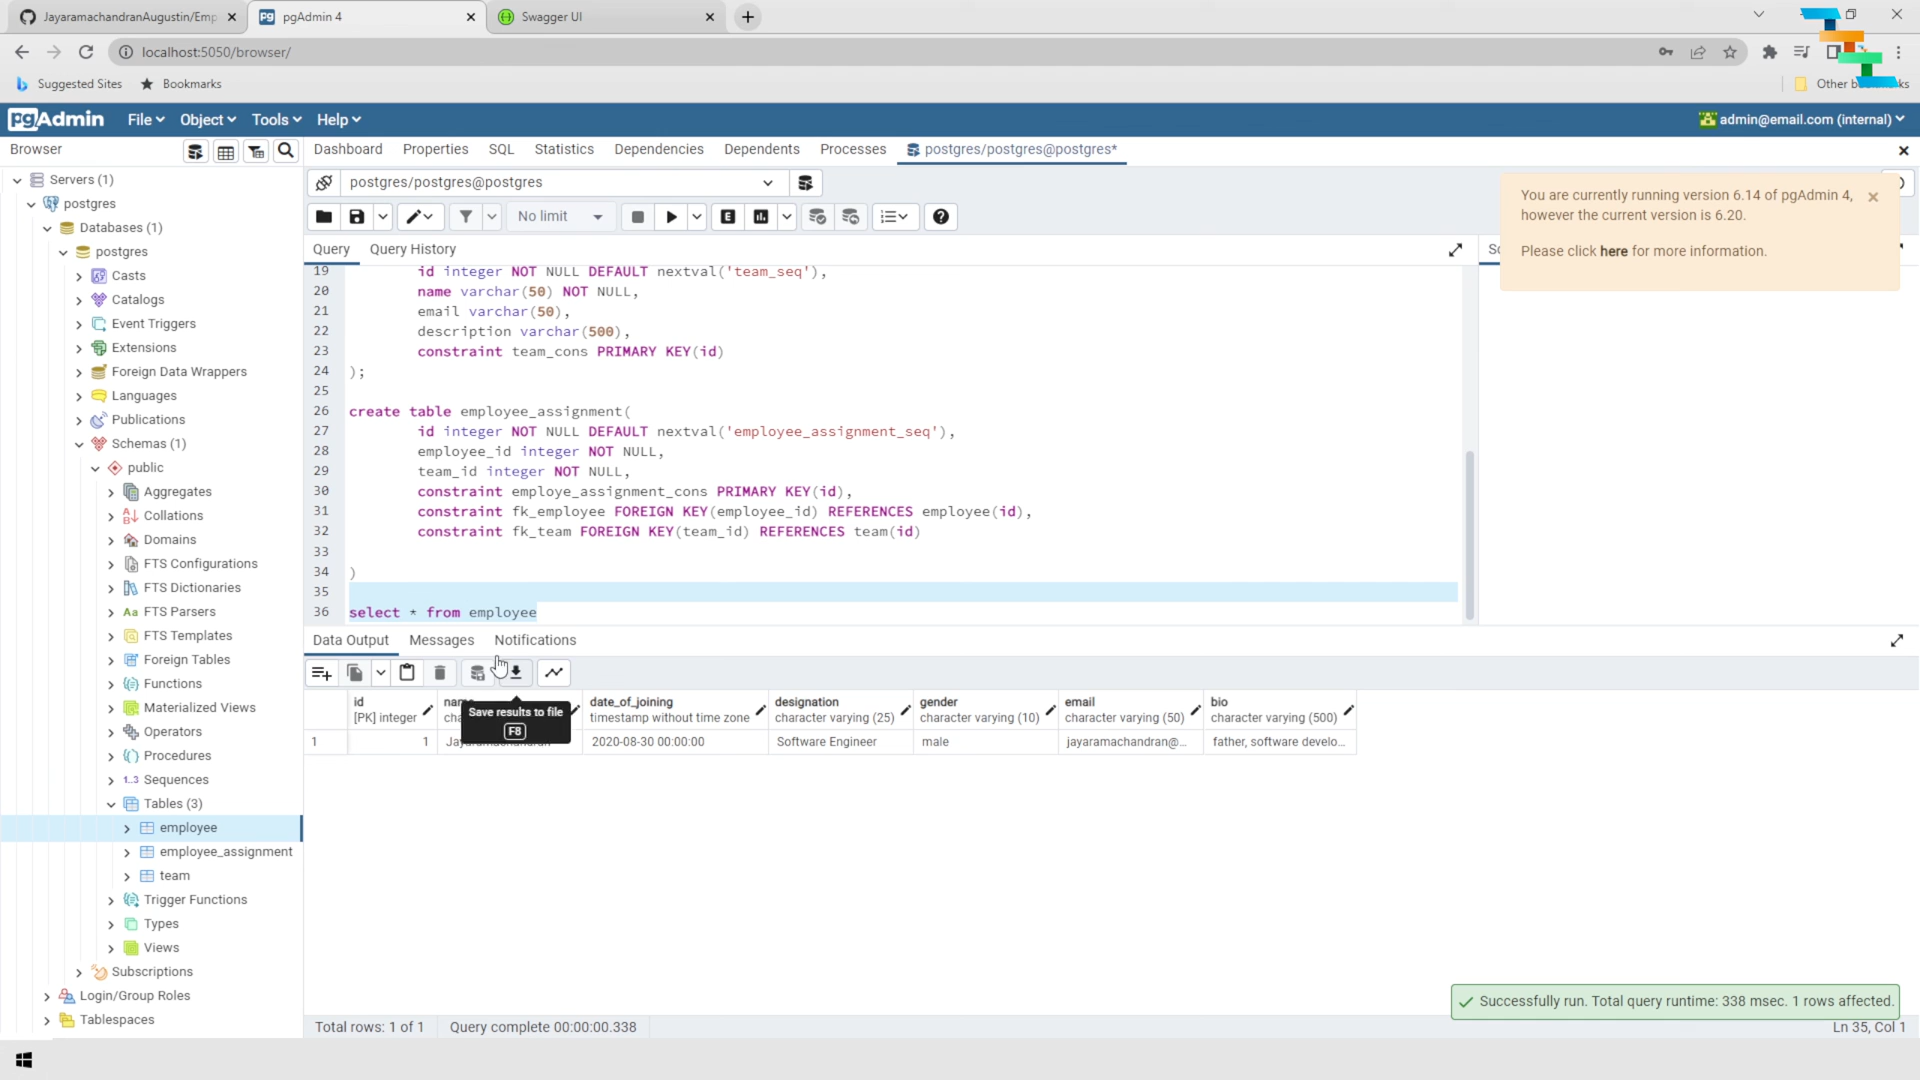 JayaramachandranAugustin/Emp
pgAdmin 4
Swagger UI
localhost:5050/browser/
Suggested Sites
Bookmarks
pgAdmin
File
Object
Tools
Help
admin@email.com (internal)
Browser
Dashboard
Properties
SQL
Statistics
Dependencies
Dependents
Processes
postgres/postgres@postgres*
Servers (1)
postgres
Databases (1)
postgres
Casts
Catalogs
Event Triggers
Extensions
Foreign Data Wrappers
Languages
Publications
Schemas (1)
public
Aggregates
Collations
Domains
FTS Configurations
FTS Dictionaries
FTS Parsers
FTS Templates
Foreign Tables
Functions
Materialized Views
Operators
Procedures
Sequences
Tables (3)
employee
employee_assignment
team
Trigger Functions
Types
Views
Subscriptions
Login/Group Roles
Tablespaces
postgres/postgres@postgres
No limit
Query
Query History
You are currently running version 6.14 of pgAdmin 4,
however the current version is 6.20.
Please click here for more information.
19 id integer NOT NULL DEFAULT nextval('team_seq'),
20 name varchar(50) NOT NULL,
21 email varchar(50),
22 description varchar(500),
23 constraint team_cons PRIMARY KEY(id)
24 );
25
26 create table employee_assignment(
27 id integer NOT NULL DEFAULT nextval('employee_assignment_seq'),
28 employee_id integer NOT NULL,
29 team_id integer NOT NULL,
30 constraint employe_assignment_cons PRIMARY KEY(id),
31 constraint fk_employee FOREIGN KEY(employee_id) REFERENCES employee(id),
32 constraint fk_team FOREIGN KEY(team_id) REFERENCES team(id)
33
34 )
35
36 select * from employee
Data Output
Messages
Notifications
Save results to file
F8
id
[PK] integer
date_of_joining
timestamp without time zone
designation
character varying (25)
gender
character varying (10)
email
character varying (50)
bio
character varying (500)
1 1 2020-08-30 00:00:00 Software Engineer male jayaramachandran@... father, software develo...
Successfully run. Total query runtime: 338 msec. 1 rows affected.
Total rows: 1 of 1
Query complete 00:00:00.338
Ln 35, Col 1